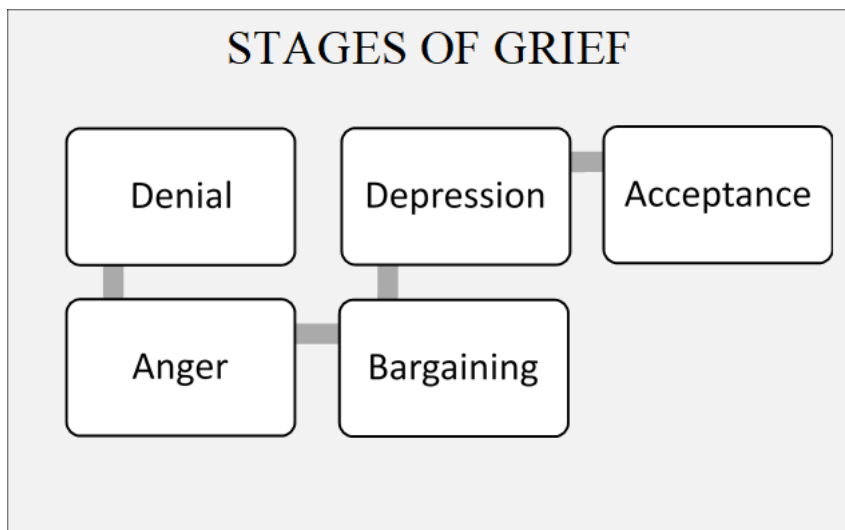 STAGES OF GRIEF
Denial
Anger
Bargaining
Depression
Acceptance